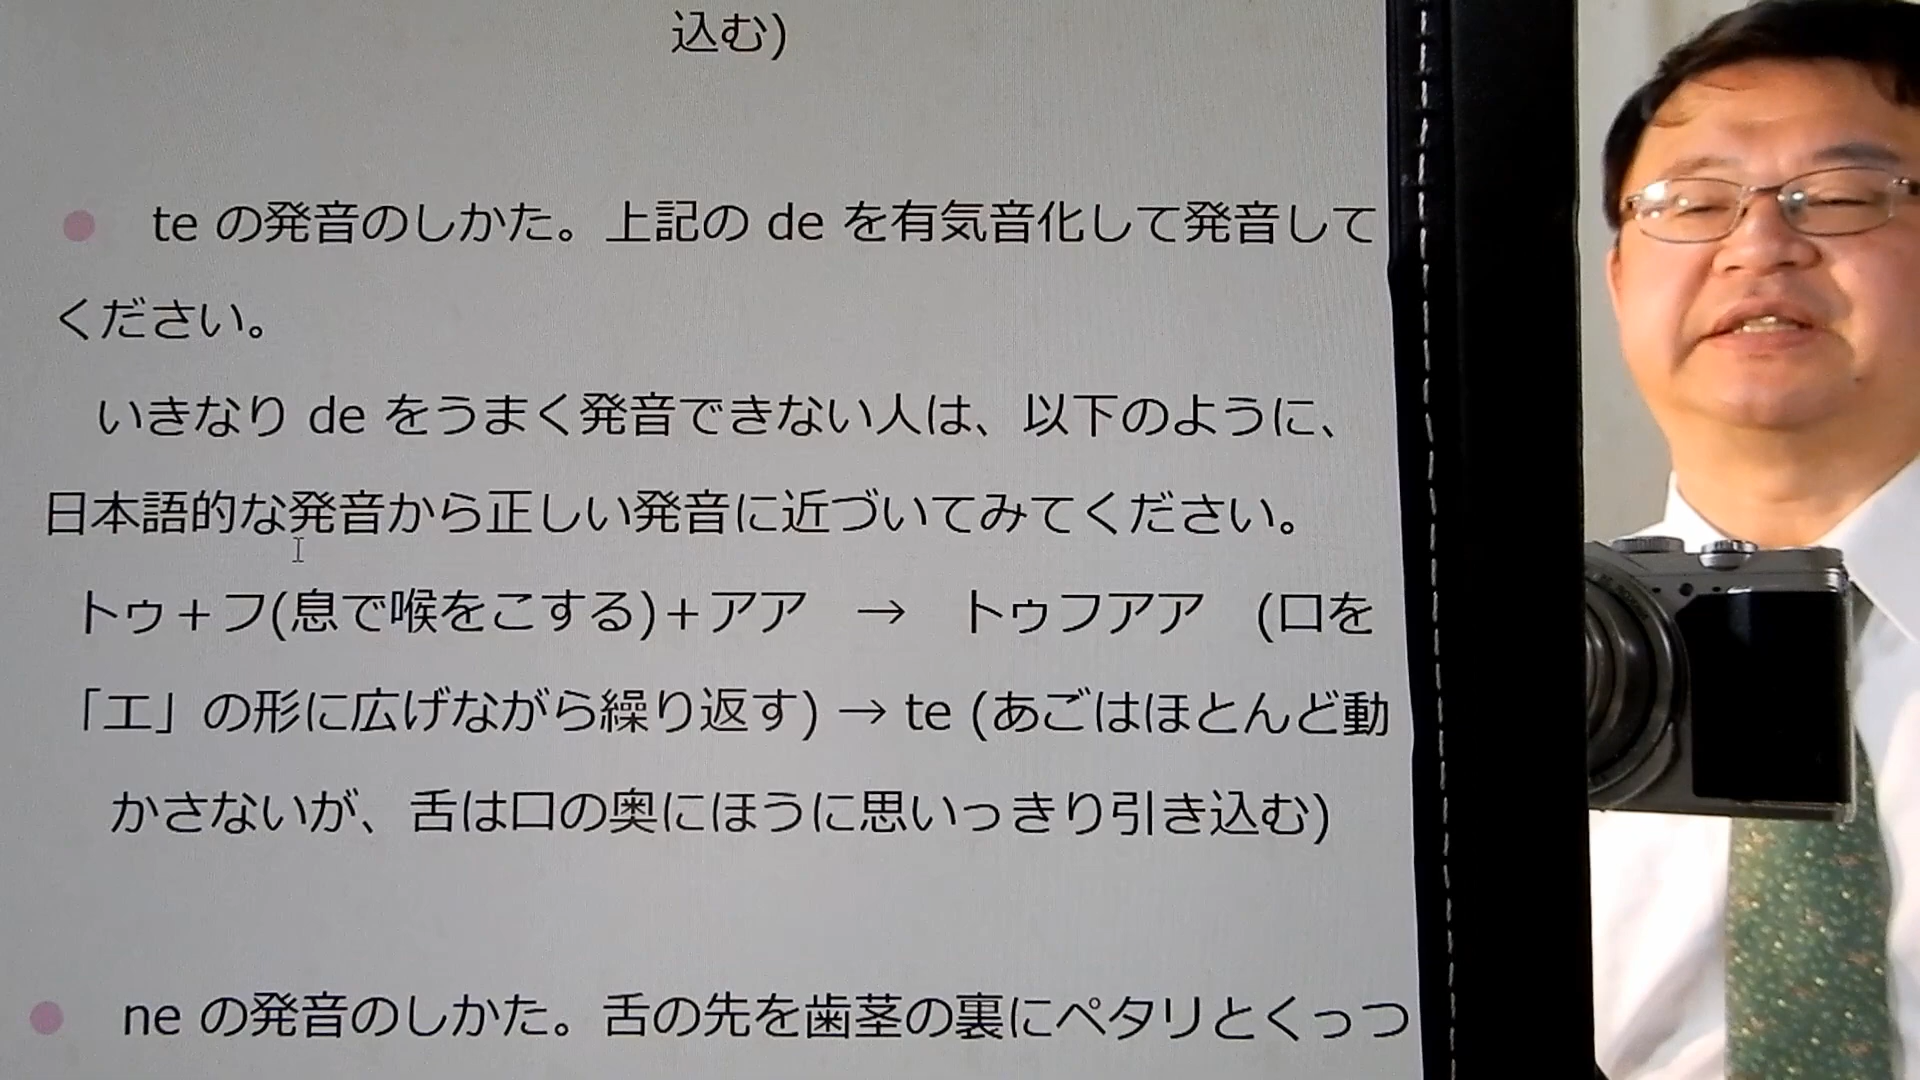 込む)
● te の発音のしかた。上記の de を有気音化して発音して
ください。
いきなり de をうまく発音できない人は、以下のように、
日本語的な発音から正しい発音に近づいてみてください。
トゥ＋フ(息で喉をこする)＋アア → トゥフアア (口を
「エ」の形に広げながら繰り返す) → te (あごはほとんど動
かさないが、舌は口の奥にほうに思いっきり引き込む)
● ne の発音のしかた。舌の先を歯茎の裏にペタリとくっつ